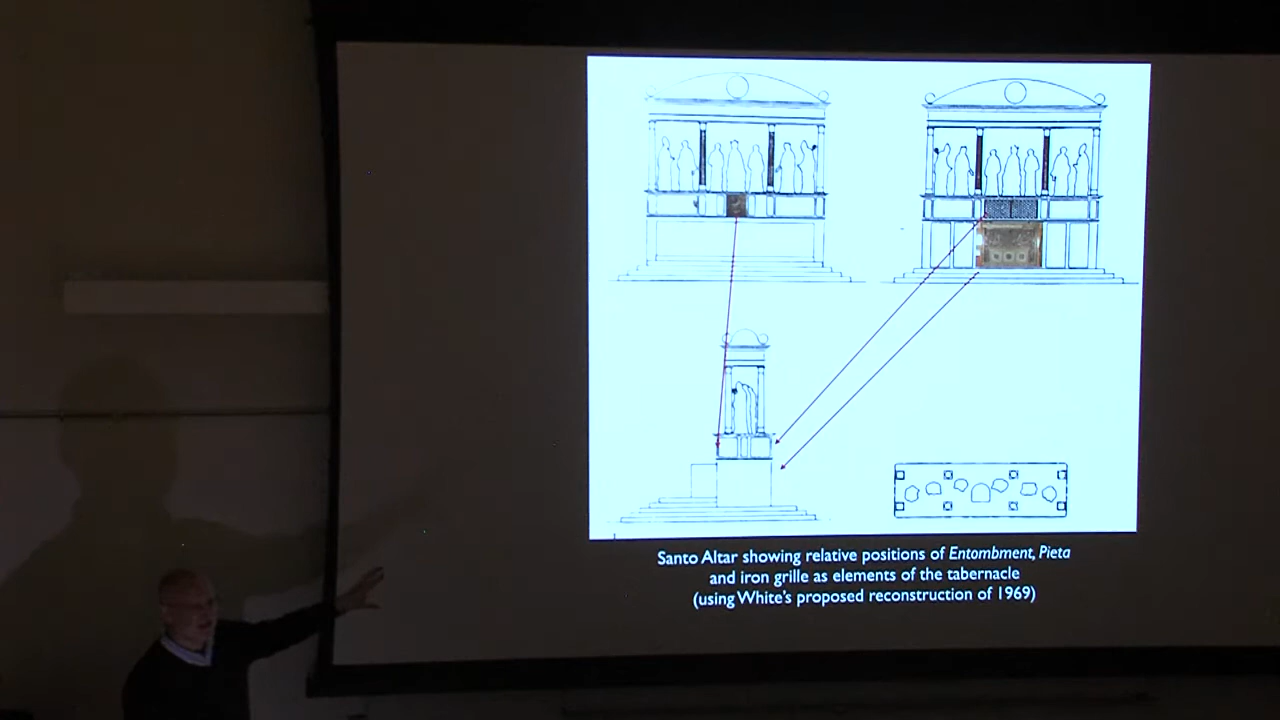 Santo Altar showing relative positions of Entombment, Pieta
and iron grille as elements of the tabernacle
(using White's proposed reconstruction of 1969)